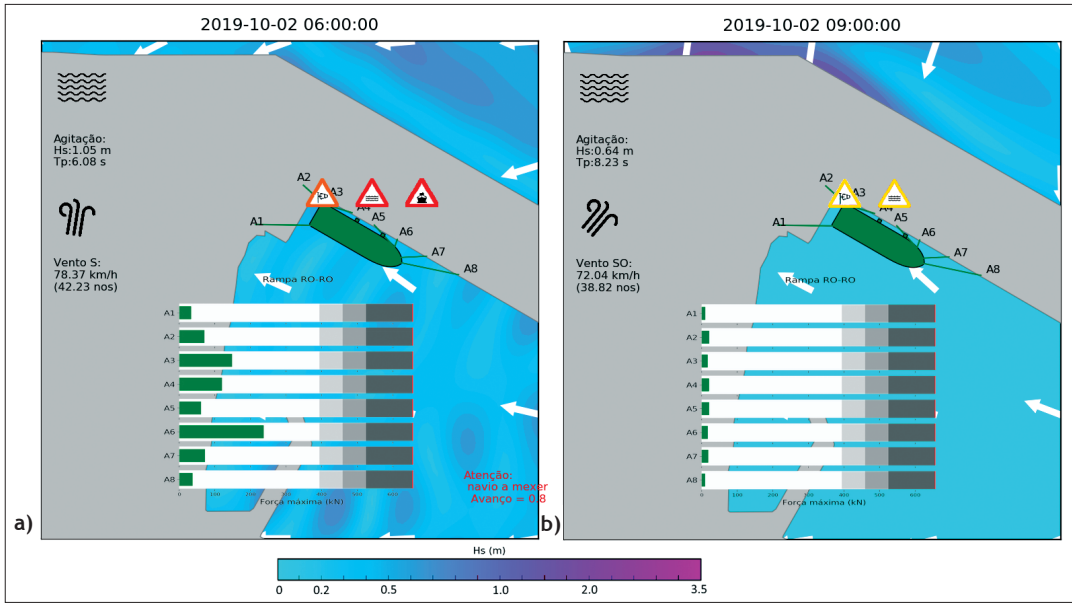 2019-10-02 06:00:00
Agitação:
Hs:1.05 m
Tp:6.08 s
Vento S:
78.37 km/h
(42.23 nos)
A2
A3
A1
A4
A5
A6
A7
A8
Rampa RO-RO
A1
A2
A3
A4
A5
A6
A7
A8
0 100 200 300 400 500 600
Força máxima (kN)
Atenção:
navio a mexer
Avanço = 0.8
a)
2019-10-02 09:00:00
Agitação:
Hs:0.64 m
Tp:8.23 s
Vento SO:
72.04 km/h
(38.82 nos)
A2
A3
A1
A4
A5
A6
A7
A8
Rampa RO-RO
A1
A2
A3
A4
A5
A6
A7
A8
0 100 200 300 400 500 600
Força máxima (kN)
b)
Hs (m)
0 0.2 0.5 1.0 2.0 3.5